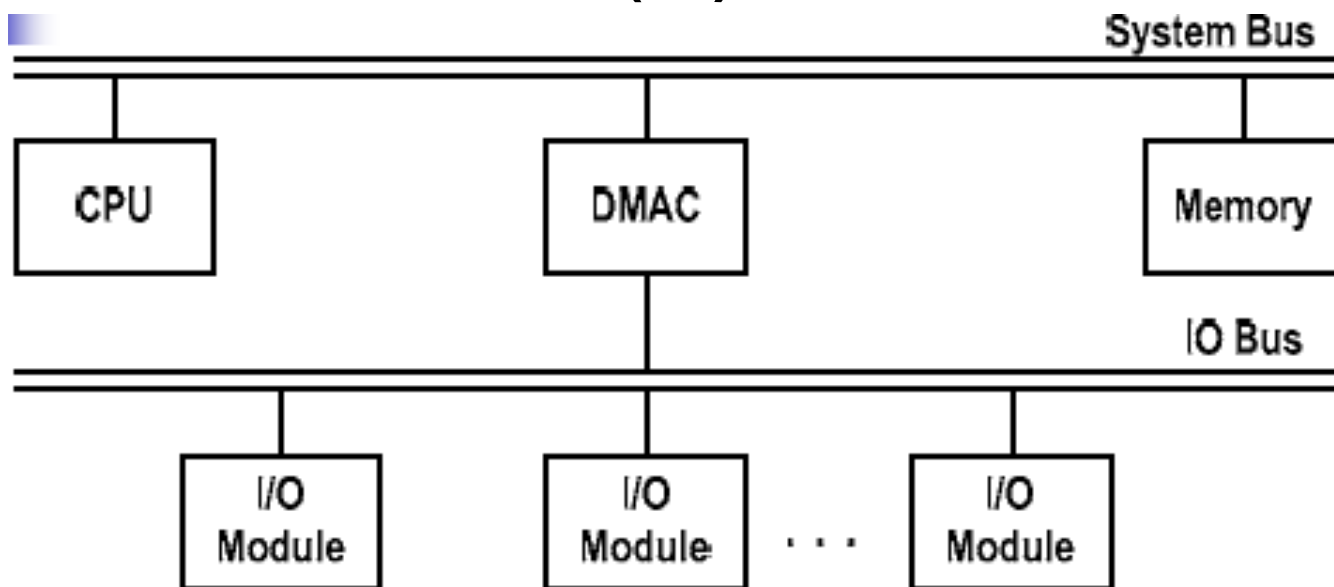 System Bus
CPU
DMAC
Memory
IO Bus
I/O
Module
I/O
Module
. . .
I/O
Module